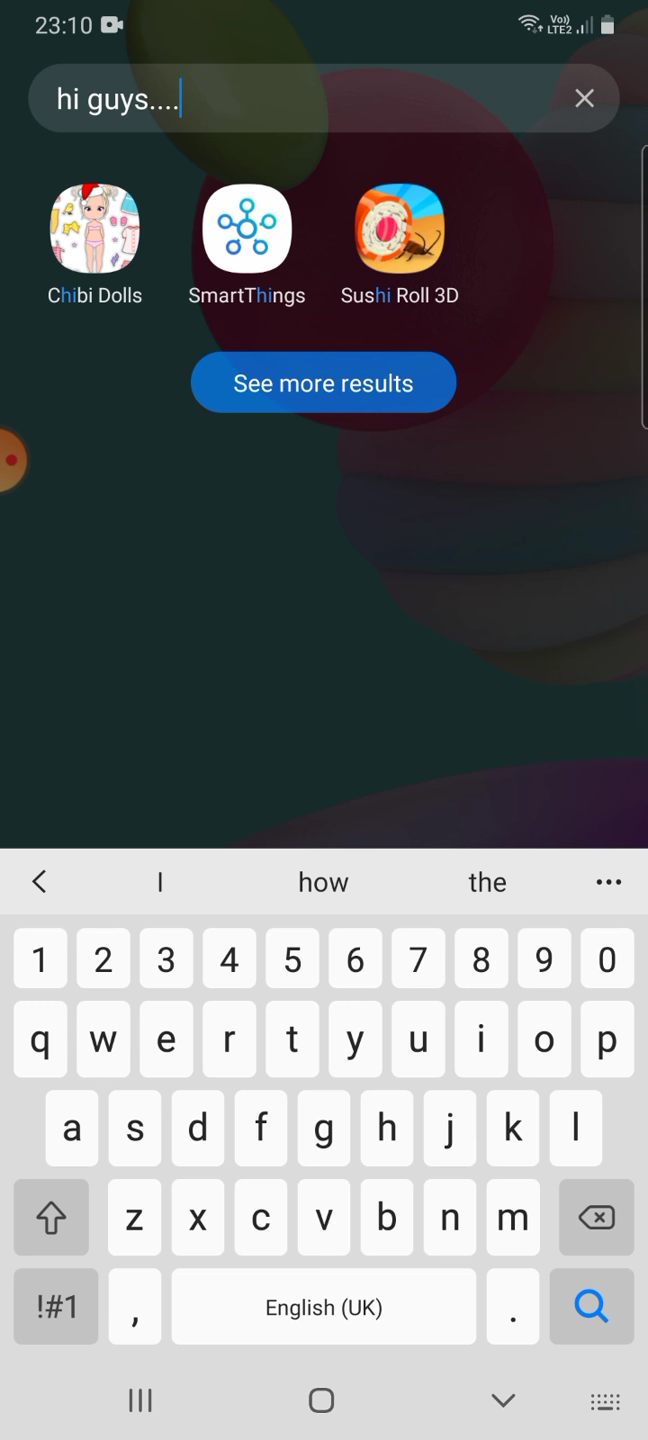 23:10 Vo)) LTE2
hi guys....
Chibi Dolls SmartThings Sushi Roll 3D
See more results
I how the
1 2 3 4 5 6 7 8 9 0
q w e r t y u i o p
a s d f g h j k l
z x c v b n m
!#1 , English (UK) .